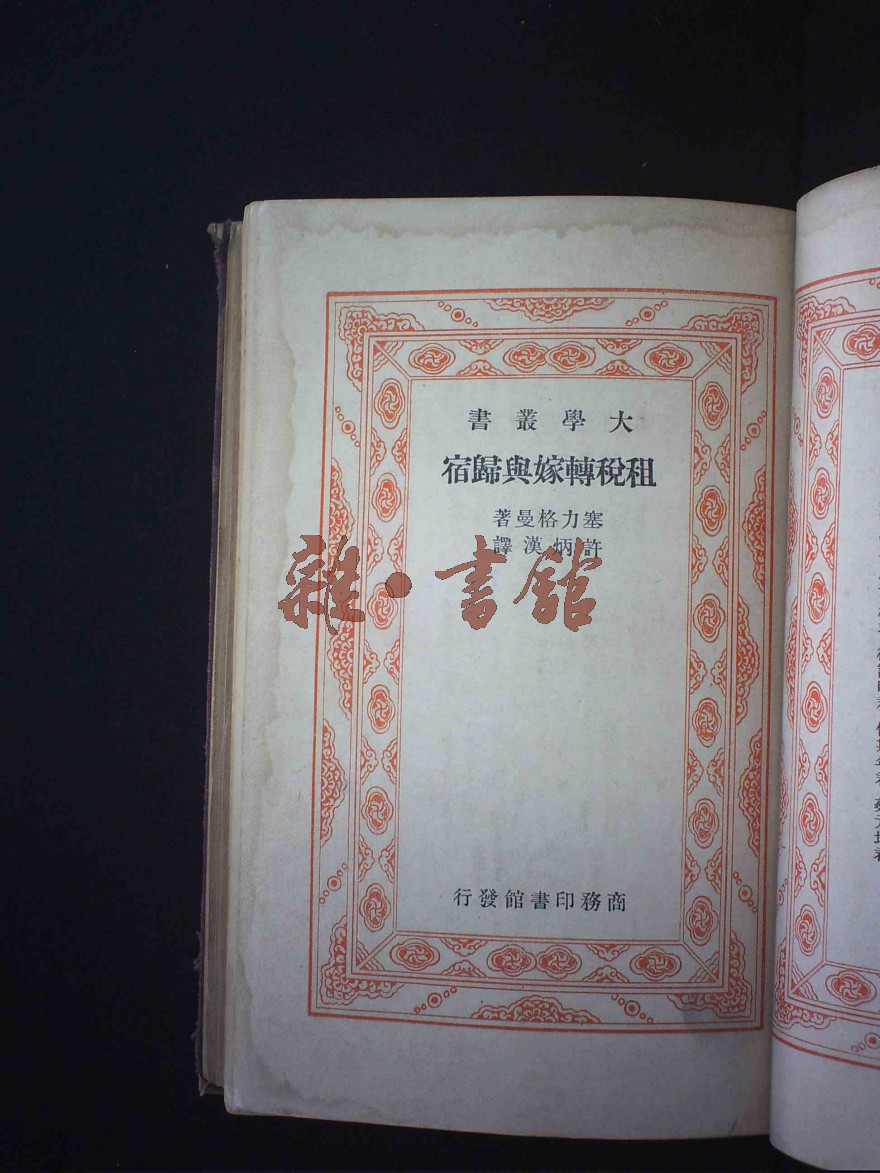 大學叢書
租稅轉嫁與歸宿
塞力格曼著
許炳漢譯
雜·書館
商務印書館發行